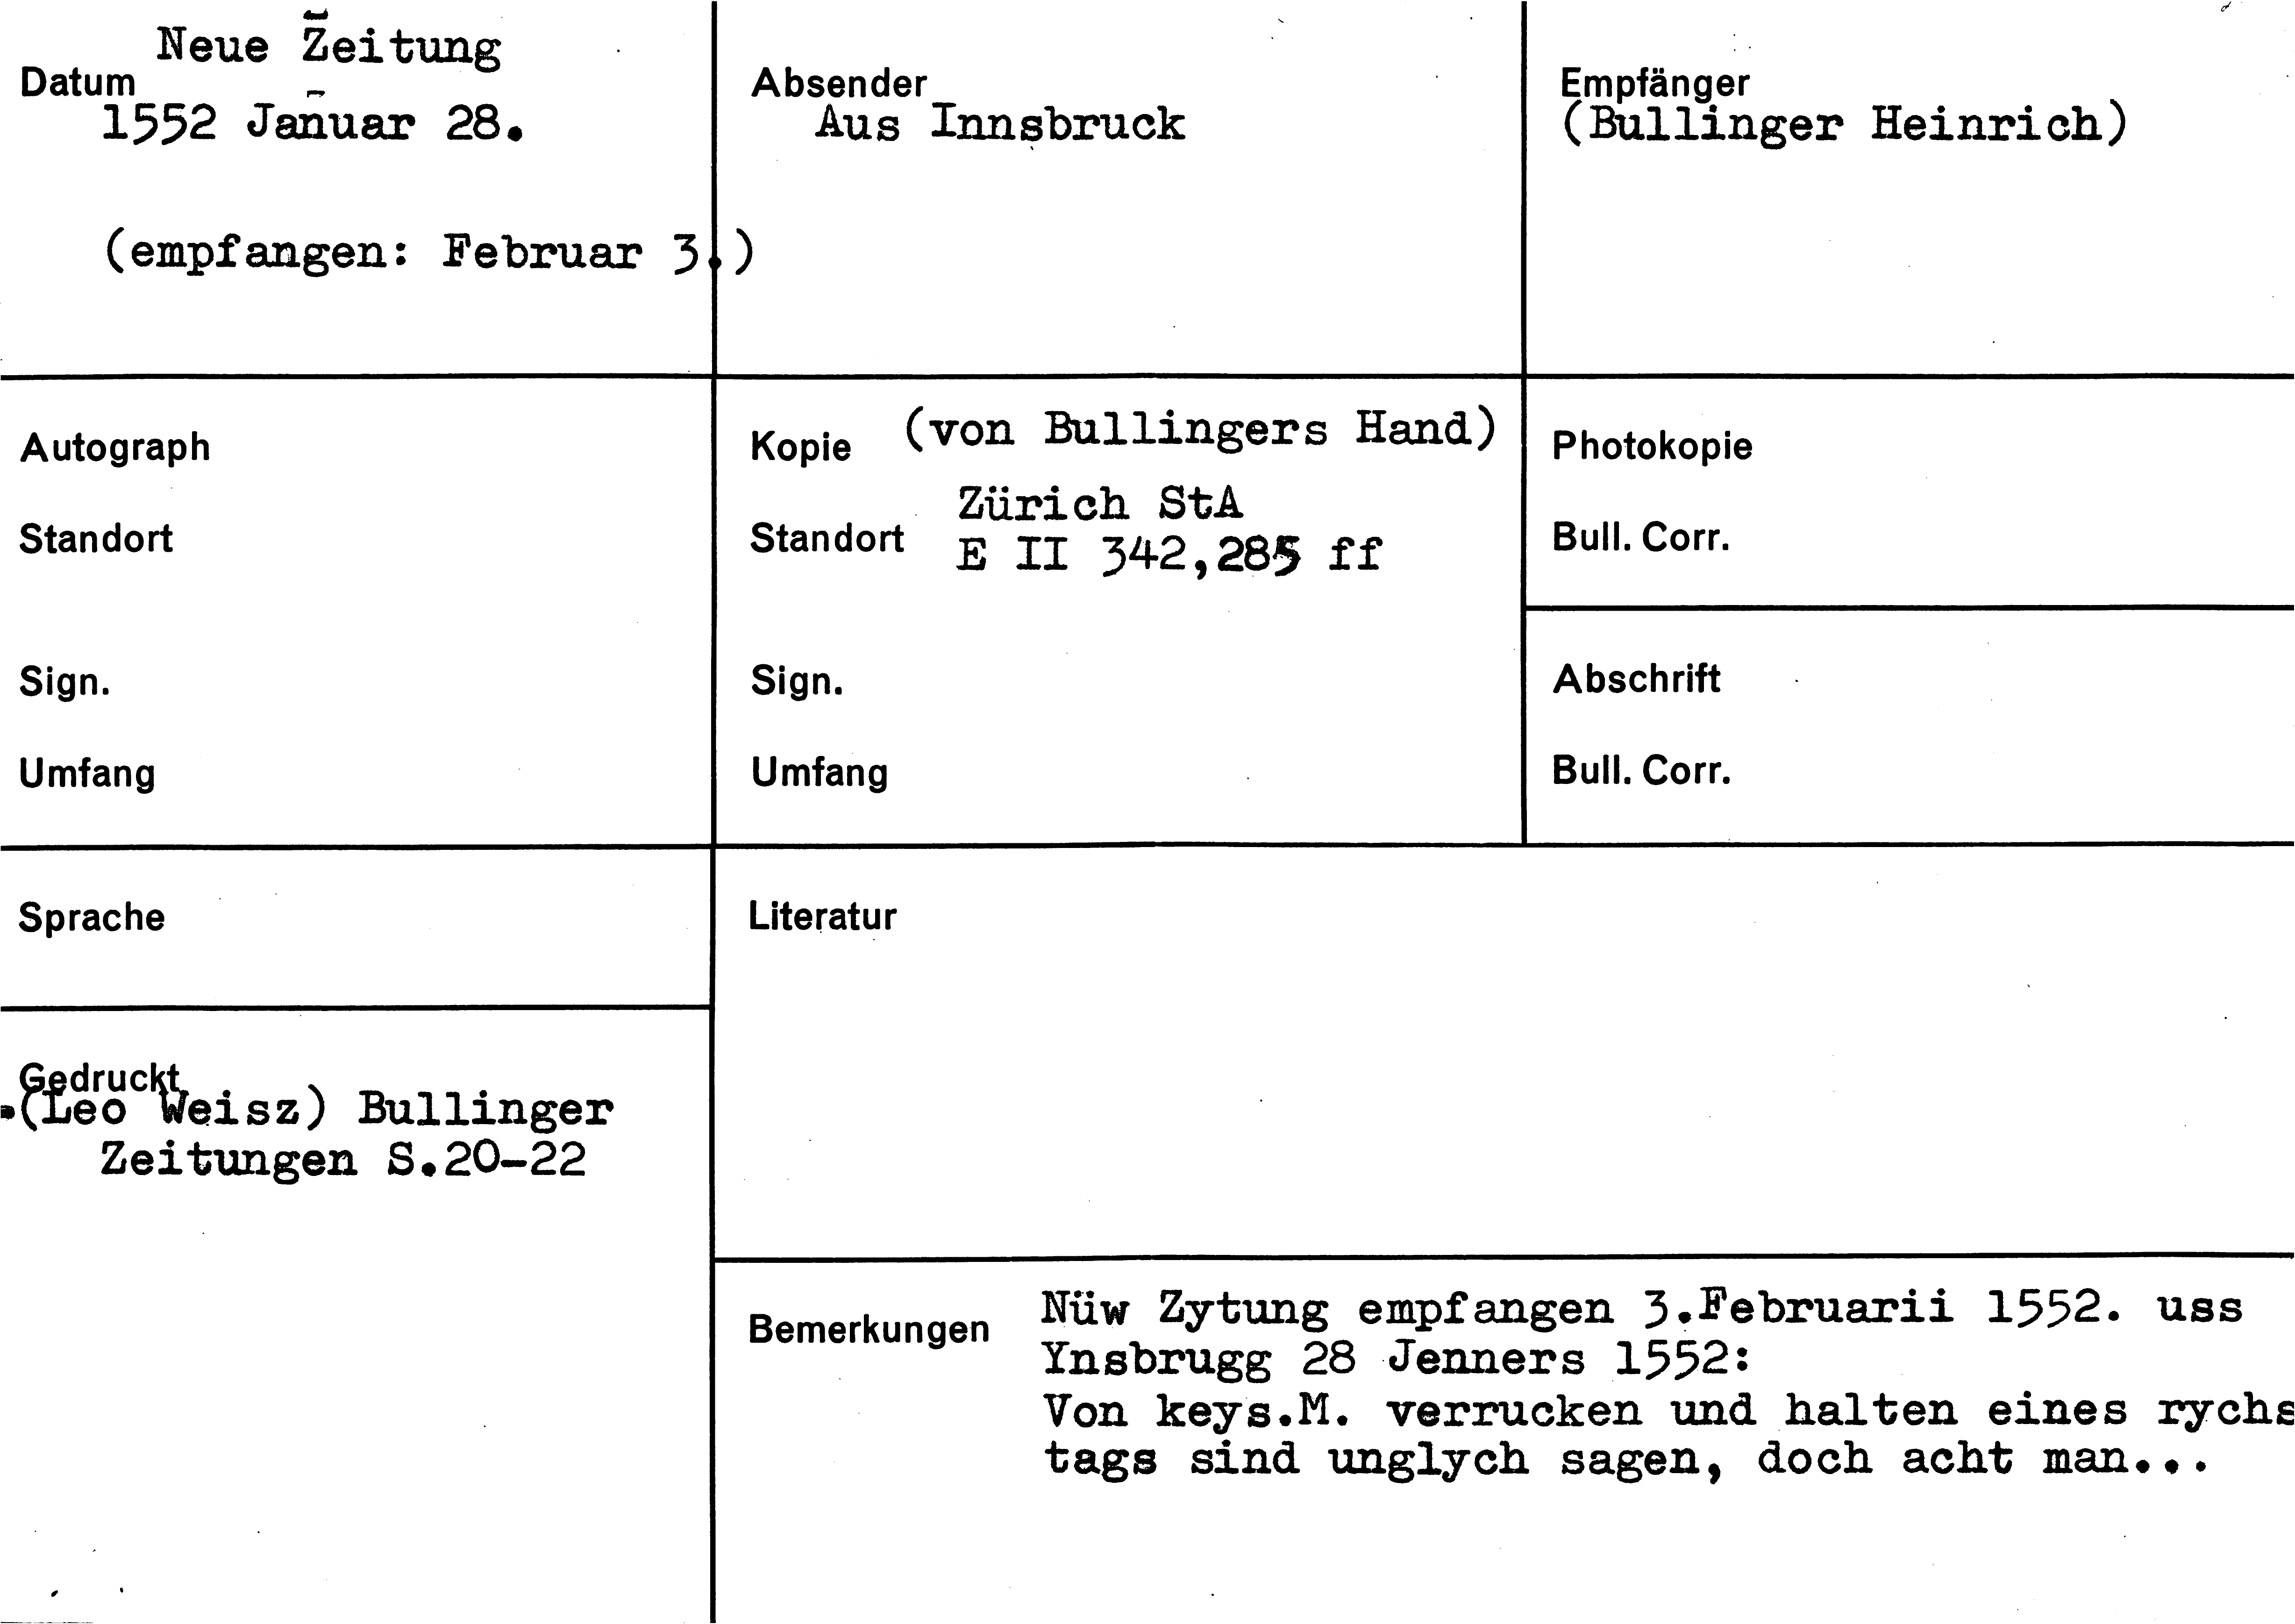 Neue Zeitung
Datum
1552 Januar 28.
(empfangen: Februar 3.)
Absender
Aus Innsbruck
Empfänger
(Bullinger Heinrich)
Autograph
Standort
Sign.
Umfang
Kopie (von Bullingers Hand)
Zürich StA
Standort E II 342,285 ff
Sign.
Umfang
Photokopie
Bull. Corr.
Abschrift
Bull. Corr.
Sprache
Literatur
Gedruckt
(Leo Weisz) Bullinger
Zeitungen S.20-22
Bemerkungen Nüw Zytung empfangen 3.Februarii 1552. uss
Ynsbrugg 28 Jenners 1552:
Von keys.M. verrucken und halten eines rychs
tags sind unglych sagen, doch acht man...